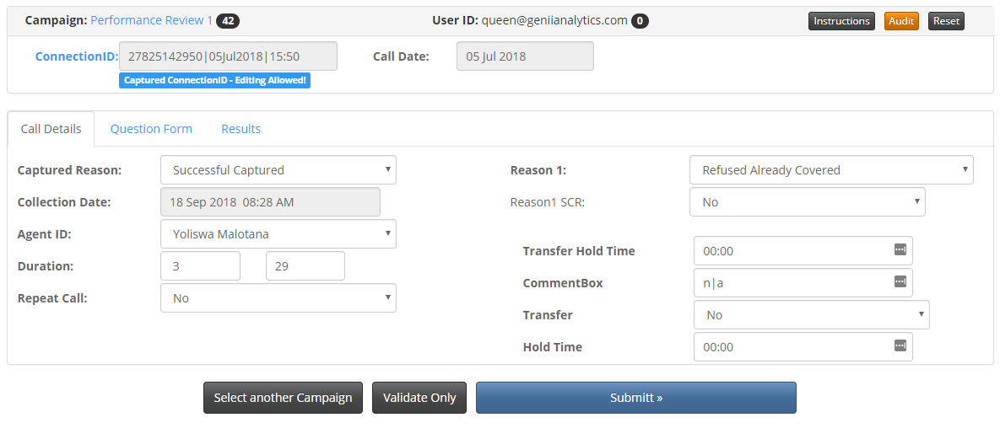 Campaign: Performance Review 1 42 User ID: queen@geniianalytics.com 0 Instructions Audit Reset
ConnectionID: 27825142950|05Jul2018|15:50 Call Date: 05 Jul 2018
Captured ConnectionID - Editing Allowed!
Call Details Question Form Results
Captured Reason: Successful Captured Reason 1: Refused Already Covered
Collection Date: 18 Sep 2018 08:28 AM Reason1 SCR: No
Agent ID: Yoliswa Malotana
Transfer Hold Time 00:00
Duration: 3 29
CommentBox n|a
Repeat Call: No
Transfer No
Hold Time 00:00
Select another Campaign Validate Only Submitt »